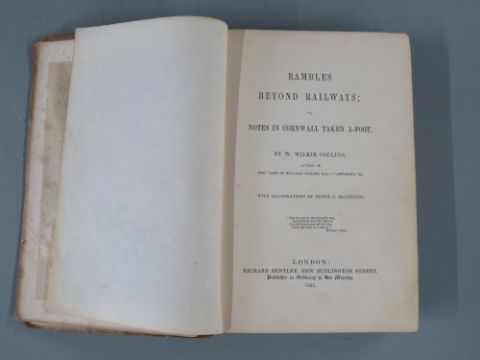 RAMBLES
BEYOND RAILWAYS;
OR,
NOTES IN CORNWALL TAKEN A-FOOT.
BY W. WILKIE COLLINS,
AUTHOR OF
THE "LIFE OF WILLIAM COLLINS, R.A.," "ANTONINA," &c.
WITH ILLUSTRATIONS BY HENRY C. BRANDLING.
LONDON:
RICHARD BENTLEY, NEW BURLINGTON STREET,
Publisher in Ordinary to Her Majesty.
1851.